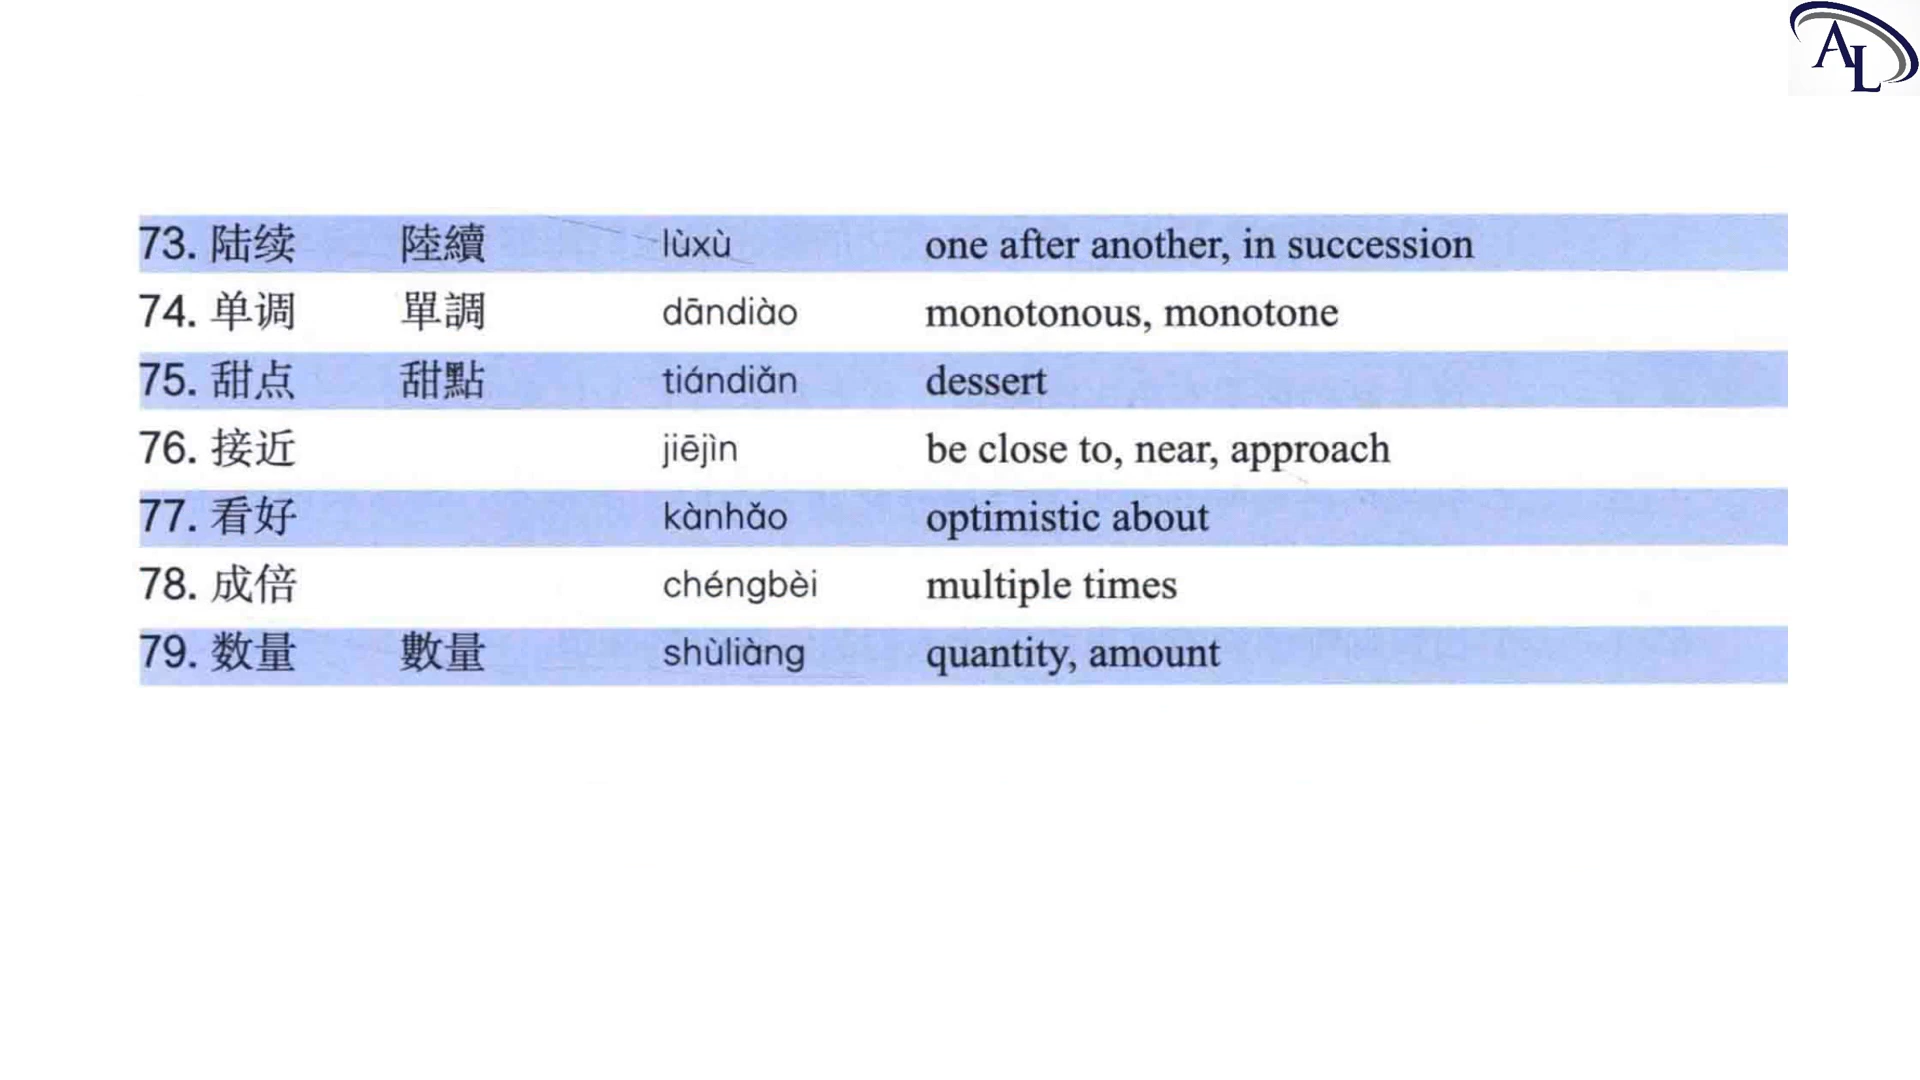 AL
73. 陆续 陸續 lùxù one after another, in succession
74. 单调 單調 dāndiào monotonous, monotone
75. 甜点 甜點 tiándiǎn dessert
76. 接近 jiējìn be close to, near, approach
77. 看好 kànhǎo optimistic about
78. 成倍 chéngbèi multiple times
79. 数量 數量 shùliàng quantity, amount